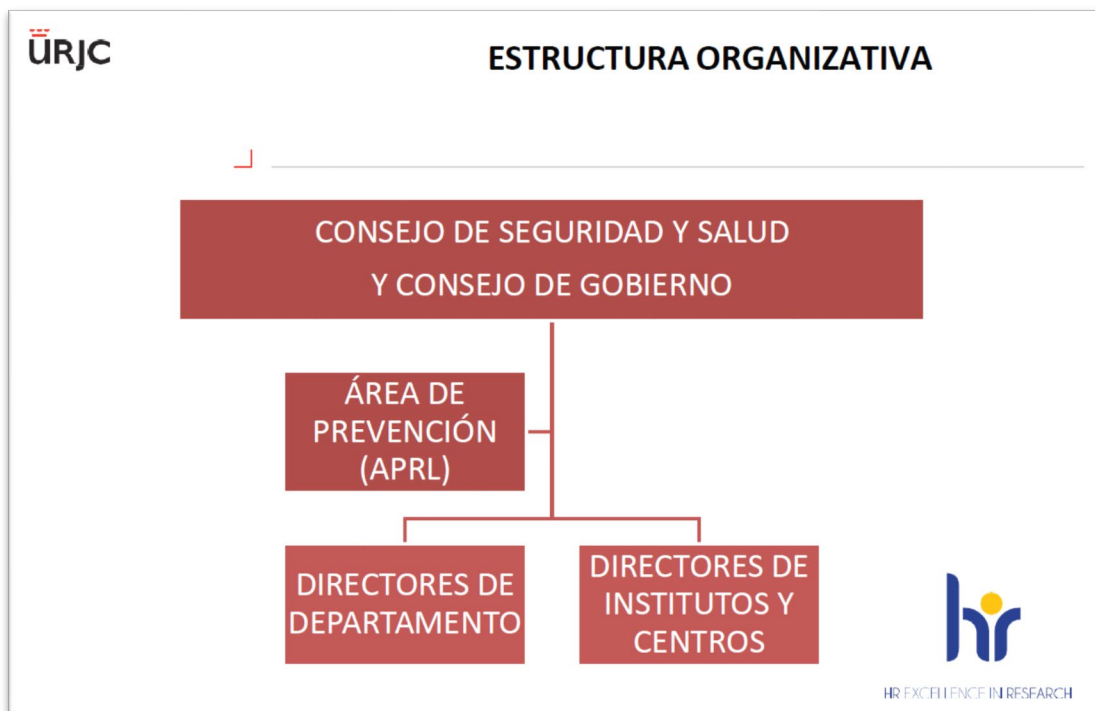 URJC
ESTRUCTURA ORGANIZATIVA
CONSEJO DE SEGURIDAD Y SALUD
Y CONSEJO DE GOBIERNO
ÁREA DE
PREVENCIÓN
(APRL)
DIRECTORES DE
DEPARTAMENTO
DIRECTORES DE
INSTITUTOS Y
CENTROS
hr
HR EXCELLENCE IN RESEARCH